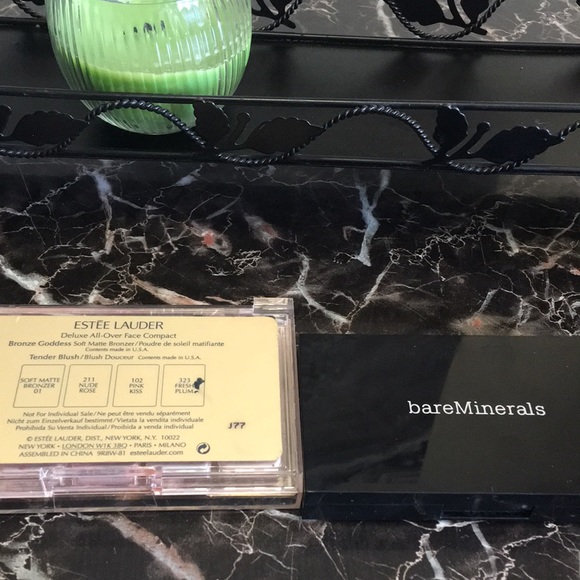 ESTĒE LAUDER
Deluxe All-Over Face Compact
Bronze Goddess Soft Matte Bronzer/Poudre de soleil matifiante
Contents made in U.S.A.
Tender Blush/Blush Douceur Contents made in U.S.A.
SOFT MATTE
BRONZER
01
211
NUDE
ROSE
102
PINK
KISS
323
FRESH
PLUM
Not For Individual Sale/Ne peut être vendu séparément
Nicht zum Einzelverkauf bestimmt/Vietata la vendita individuale
Prohibida Su Venta Individual/Proibida a venda individual
J77
© ESTĒE LAUDER, DIST., NEW YORK, N.Y. 10022
NEW YORK • LONDON W1K 3BQ • PARIS • MILANO
ASSEMBLED IN CHINA 9R8W-81 esteelauder.com
bareMinerals